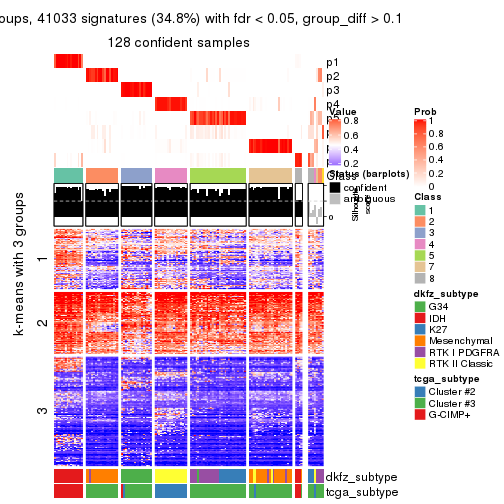 oups, 41033 signatures (34.8%) with fdr < 0.05, group_diff > 0.1
128 confident samples
p1
p2
p3
p4
k-means with 3 groups
1
2
3
Value
0.8
0.6
0.4
0.2
Status (barplots)
confident
ambiguous
0
Prob
1
0.8
0.6
0.4
0.2
0
Class
1
2
3
4
5
7
8
dkfz_subtype
G34
IDH
K27
Mesenchymal
RTK I PDGFRA
RTK II Classic
tcga_subtype
Cluster #2
Cluster #3
G-CIMP+
dkfz_subtype
tcga_subtype